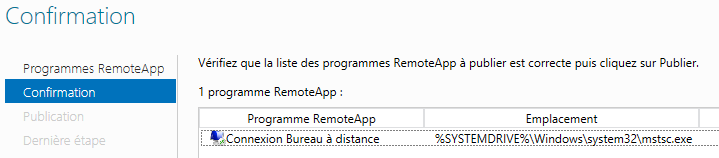 Confirmation
Programmes RemoteApp
Confirmation
Publication
Dernière étape
Vérifiez que la liste des programmes RemoteApp à publier est correcte puis cliquez sur Publier.
1 programme RemoteApp :
Programme RemoteApp Emplacement
Connexion Bureau à distance %SYSTEMDRIVE%\Windows\system32\mstsc.exe